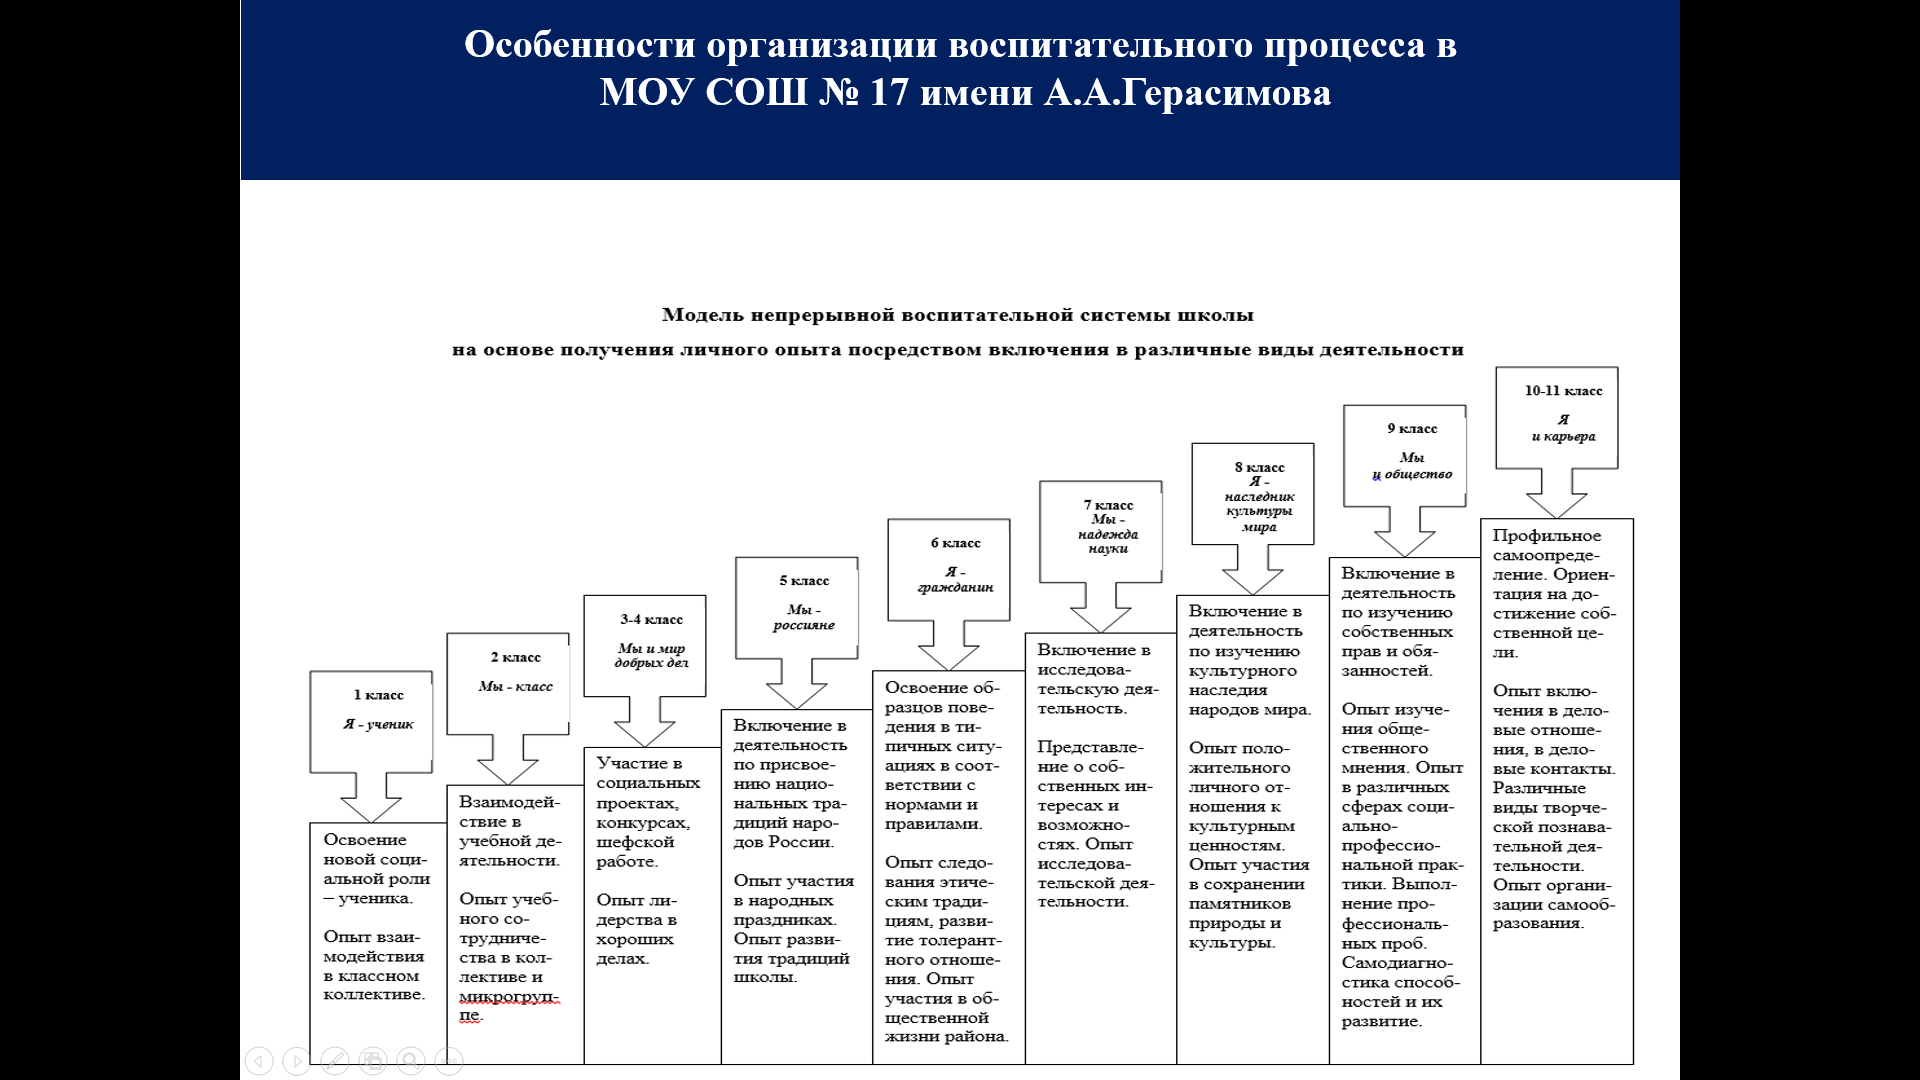 Особенности организации воспитательного процесса в
МОУ СОШ № 17 имени А.А.Герасимова
Модель непрерывной воспитательной системы школы
на основе получения личного опыта посредством включения в различные виды деятельности
1 класс
Я - ученик
Освоение
новой соци-
альной роли
– ученика.
Опыт взаи-
модействия
в классном
коллективе.
2 класс
Мы - класс
Взаимодей-
ствие в
учебной де-
ятельности.
Опыт учеб-
ного со-
трудниче-
ства в кол-
лективе и
микрогруп-
пе.
3-4 класс
Мы и мир
добрых дел
Участие в
социальных
проектах,
конкурсах,
шефской
работе.
Опыт ли-
дерства в
хороших
делах.
5 класс
Мы -
россияне
Включение в
деятельность
по присвое-
нию нацио-
нальных тра-
диций наро-
дов России.
Опыт участия
в народных
праздниках.
Опыт разви-
тия традиций
школы.
6 класс
Я -
гражданин
Освоение об-
разцов пове-
дения в ти-
пичных ситу-
ациях в соот-
ветствии с
нормами и
правилами.
Опыт следо-
вания этиче-
ским тради-
циям, разви-
тие толерант-
ного отноше-
ния. Опыт
участия в об-
щественной
жизни района.
7 класс
Мы -
надежда
науки
Включение в
исследова-
тельскую дея-
тельность.
Представле-
ние о соб-
ственных ин-
тересах и
возможно-
стях. Опыт
исследова-
тельской дея-
тельности.
8 класс
Я -
наследник
культуры
мира
Включение в
деятельность
по изучению
культурного
наследия
народов мира.
Опыт поло-
жительного
личного от-
ношения к
культурным
ценностям.
Опыт участия
в сохранении
памятников
природы и
культуры.
9 класс
Мы
и общество
Включение в
деятельность
по изучению
собственных
прав и обя-
занностей.
Опыт изуче-
ния обще-
ственного
мнения. Опыт
в различных
сферах соци-
ально-
профессио-
нальной прак-
тики. Выпол-
нение про-
фессиональ-
ных проб.
Самодиагно-
стика способ-
ностей и их
развитие.
10-11 класс
Я
и карьера
Профильное
самоопреде-
ление. Ориен-
тация на до-
стижение соб-
ственной це-
ли.
Опыт вклю-
чения в дело-
вые отноше-
ния, в дело-
вые контакты.
Различные
виды творче-
ской познава-
тельной дея-
тельности.
Опыт органи-
зации самооб-
разования.